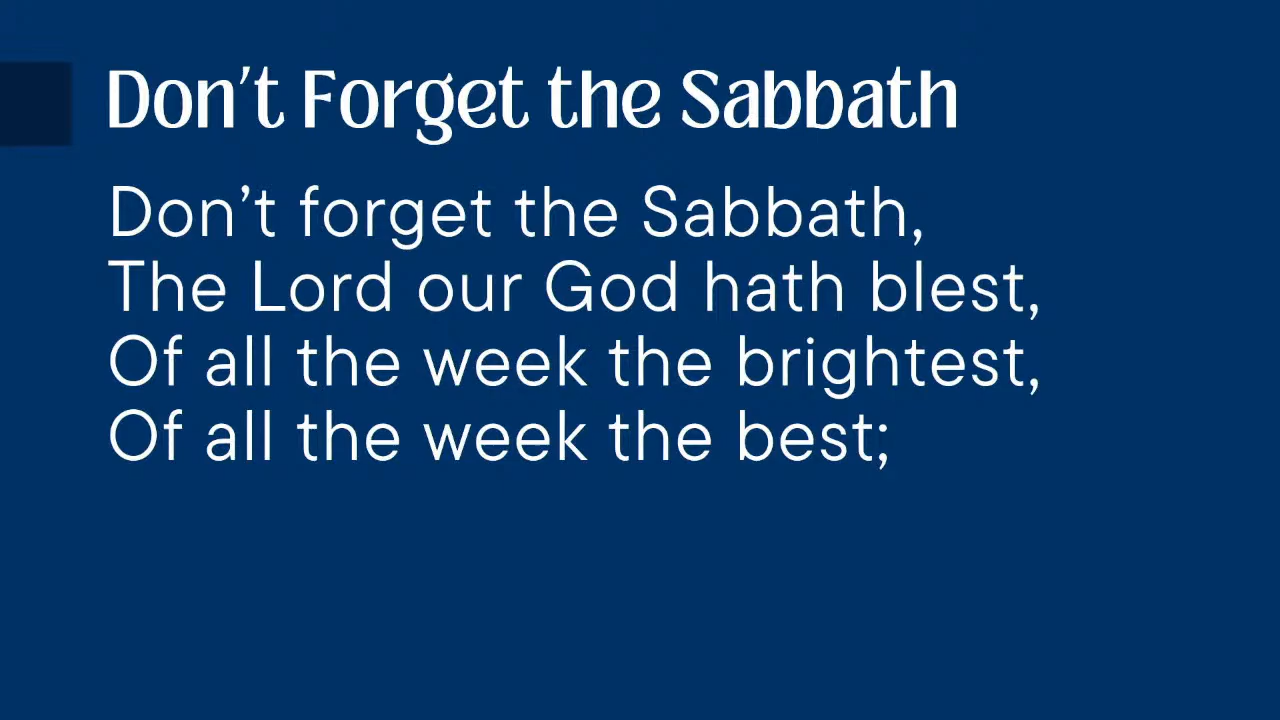 Don't Forget the Sabbath
Don’t forget the Sabbath,
The Lord our God hath blest,
Of all the week the brightest,
Of all the week the best;